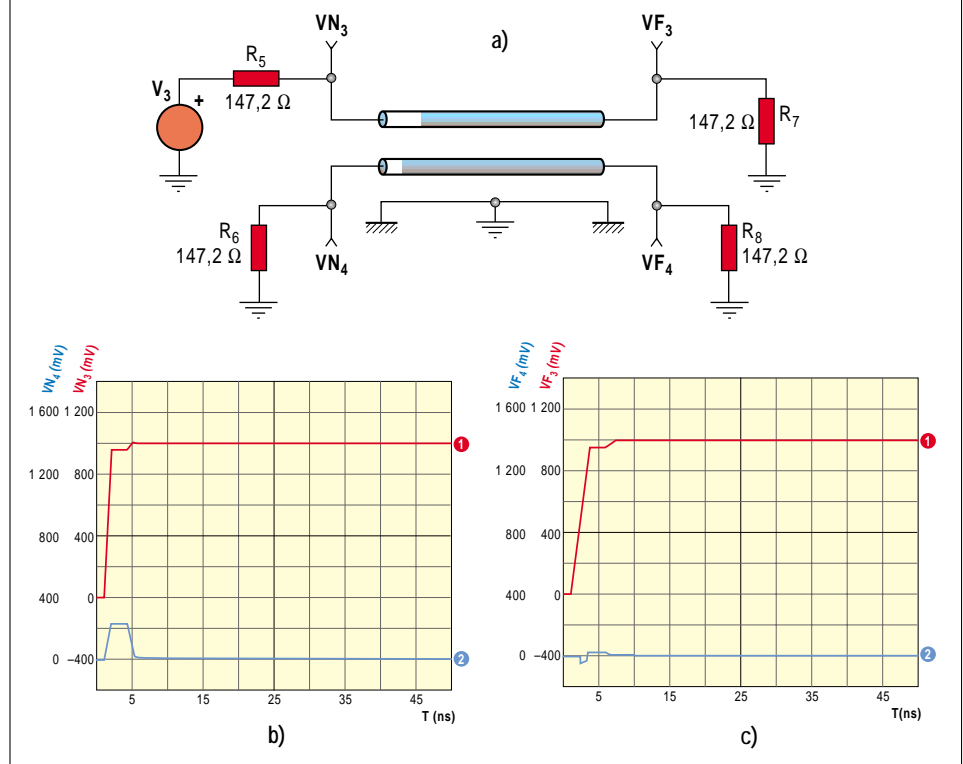 a)
VN₃
VF₃
V₃
+
R₅
147,2 Ω
147,2 Ω
R₇
R₆
147,2 Ω
VN₄
VF₄
R₈
147,2 Ω
VN₄ (mV)
VN₃ (mV)
1 600 1 200
1 200 800
800 400
400 0
0 –400
5 15 25 35 45
T (ns)
1
2
b)
VF₄ (mV)
VF₃ (mV)
1 600 1 200
1 200 800
800 400
400 0
0 –400
5 15 25 35 45
T(ns)
1
2
c)